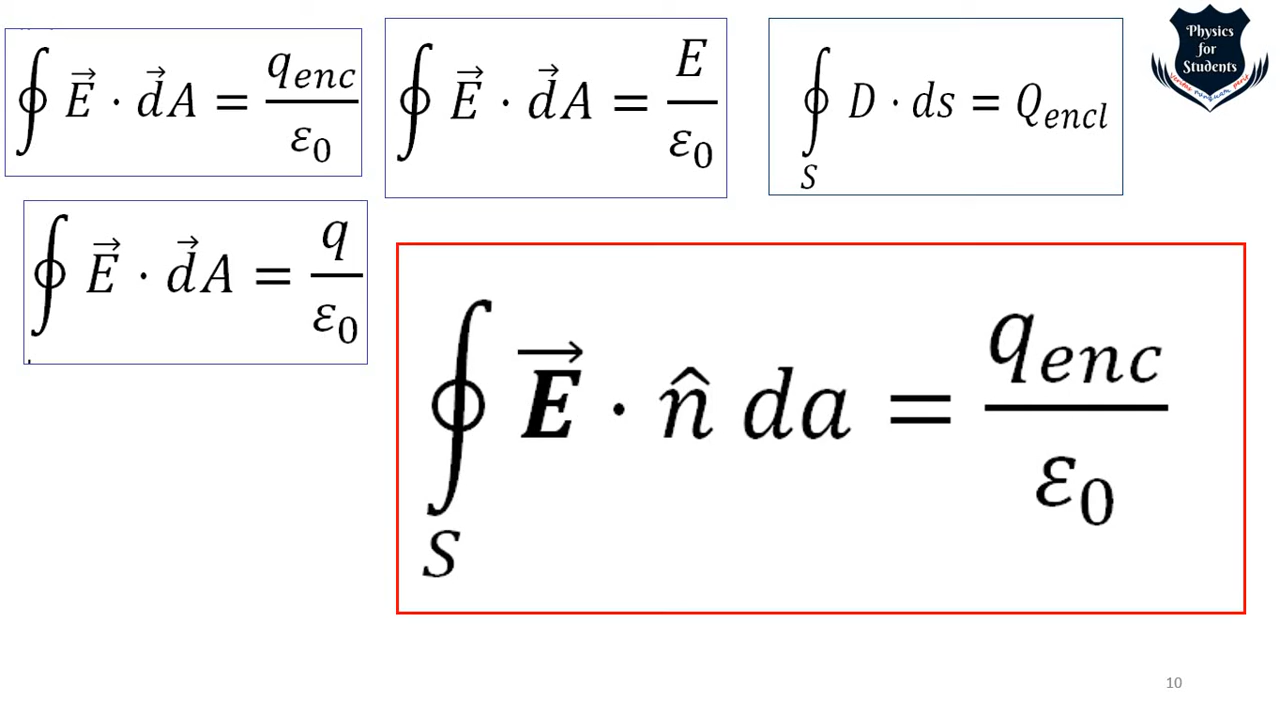 ∮ E⃗ · d⃗A = q_enc / ε₀
∮ E⃗ · d⃗A = E / ε₀
∮_S D · ds = Q_encl
Physics
for
Students
∮ E⃗ · d⃗A = q / ε₀
∮_S E⃗ · n̂ da = q_enc / ε₀
10